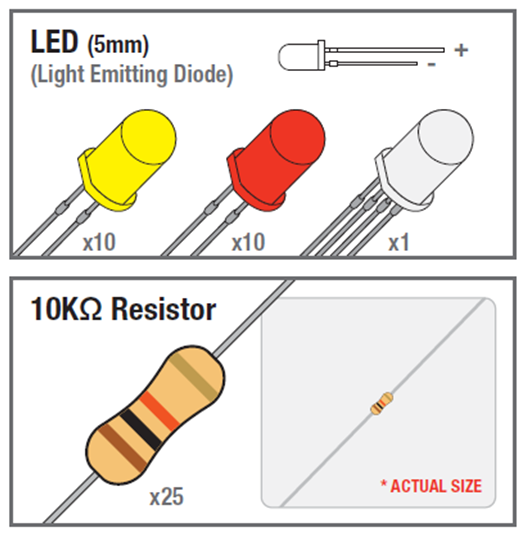 LED (5mm)
(Light Emitting Diode)
+
-
x10
x10
x1
10KΩ Resistor
x25
* ACTUAL SIZE